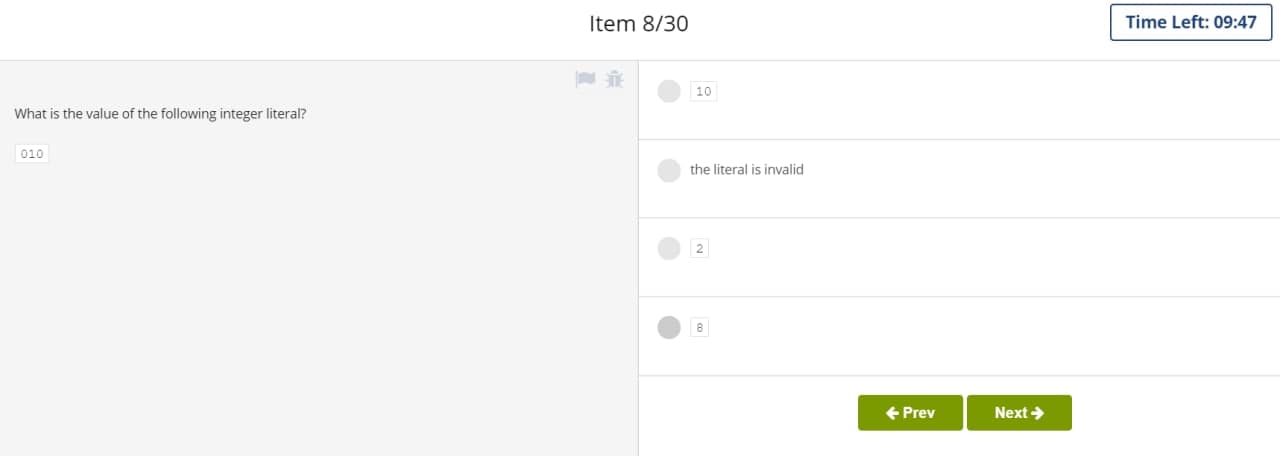 Item 8/30
Time Left: 09:47
What is the value of the following integer literal?
010
10
the literal is invalid
2
8
Prev
Next